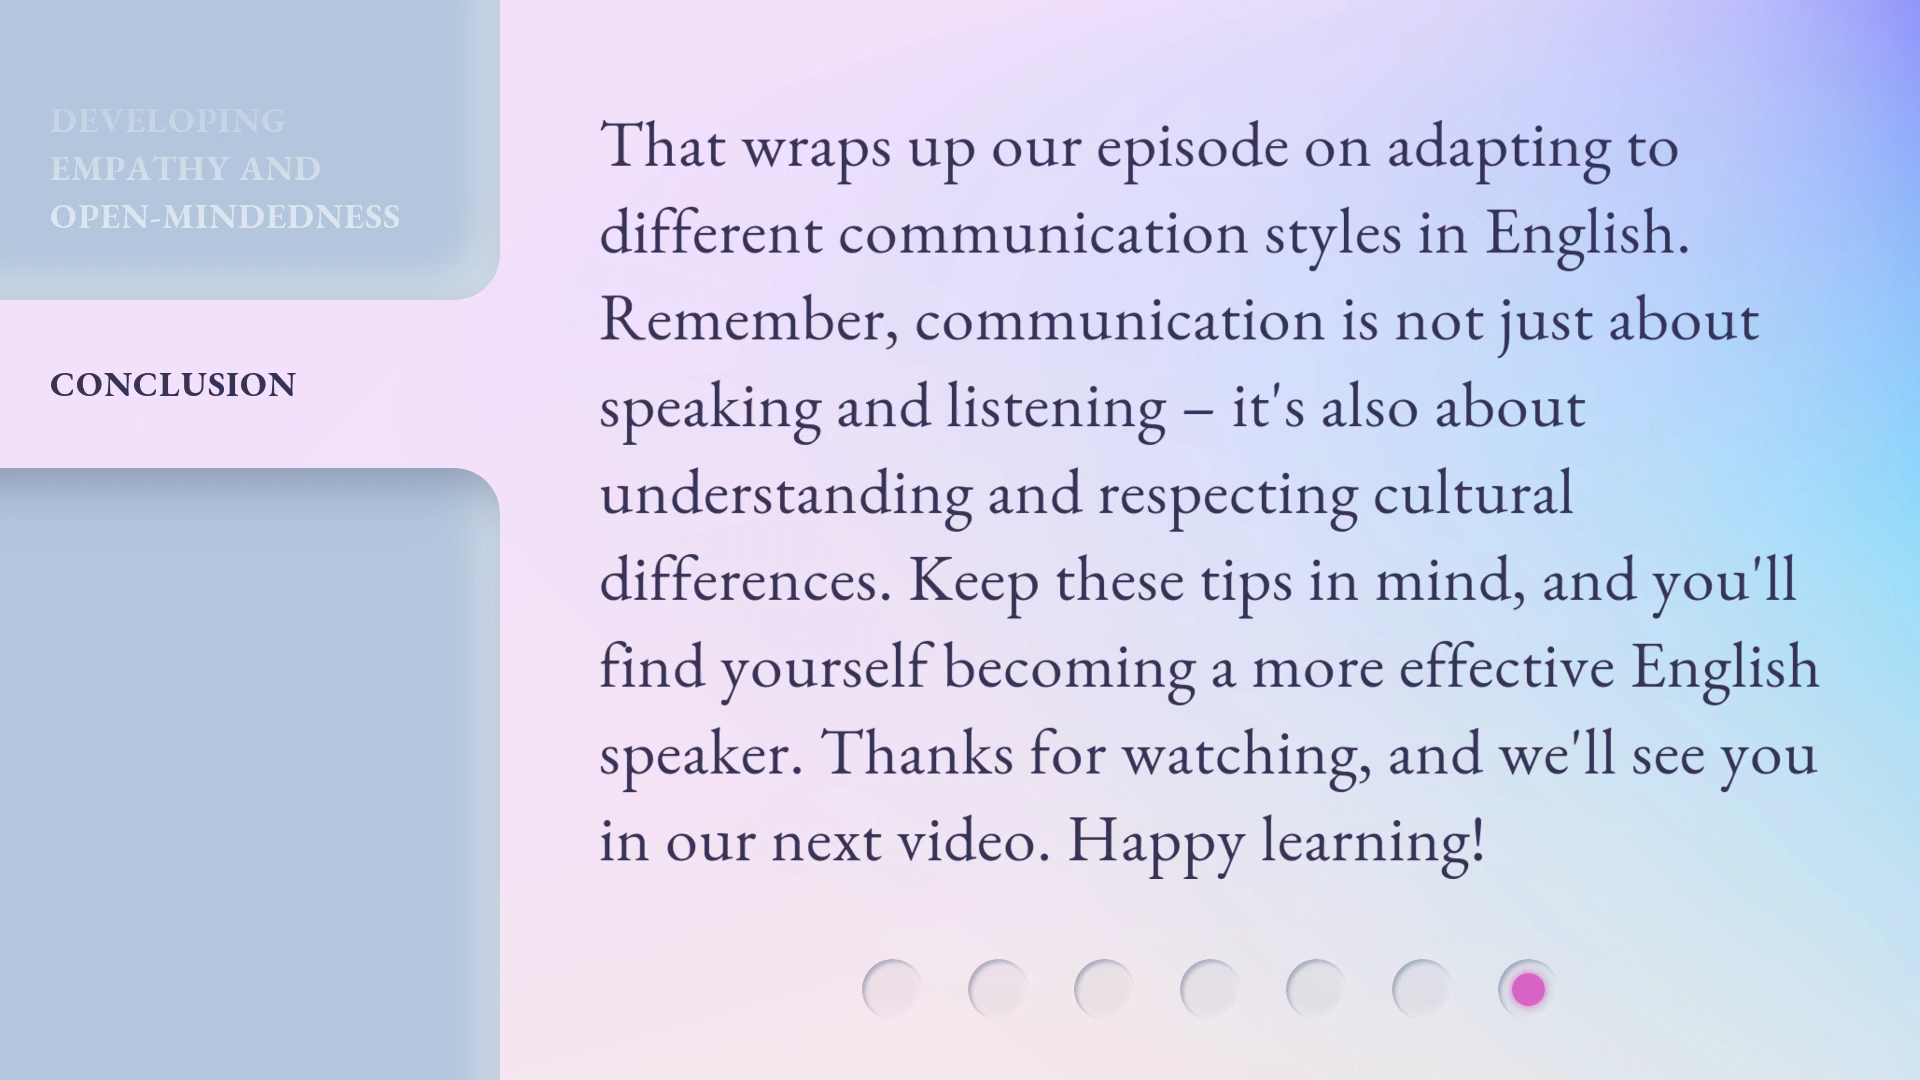 DEVELOPING
EMPATHY AND
OPEN-MINDEDNESS
CONCLUSION
That wraps up our episode on adapting to
different communication styles in English.
Remember, communication is not just about
speaking and listening – it's also about
understanding and respecting cultural
differences. Keep these tips in mind, and you'll
find yourself becoming a more effective English
speaker. Thanks for watching, and we'll see you
in our next video. Happy learning!